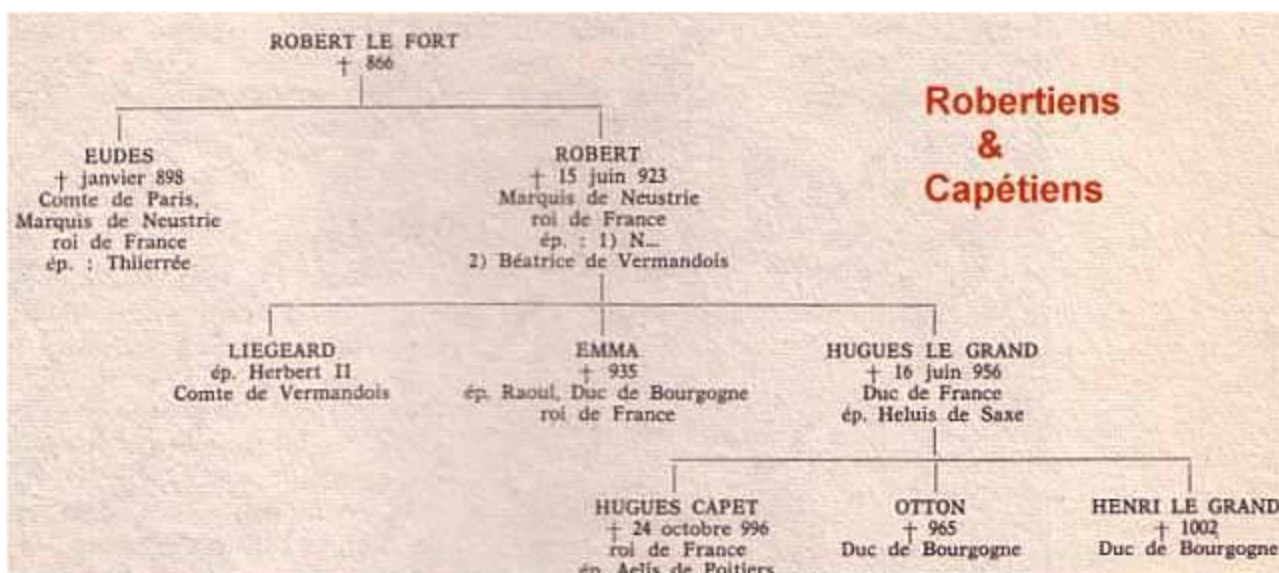 ROBERT LE FORT
† 866
Robertiens
&
Capétiens
EUDES
† janvier 898
Comte de Paris,
Marquis de Neustrie
roi de France
ép. : Thiierrée
ROBERT
† 15 juin 923
Marquis de Neustrie
roi de France
ép. : 1) N...
2) Béatrice de Vermandois
LIEGEARD
ép. Herbert II
Comte de Vermandois
EMMA
† 935
ép. Raoul, Duc de Bourgogne
roi de France
HUGUES LE GRAND
† 16 juin 956
Duc de France
ép. Heluis de Saxe
HUGUES CAPET
† 24 octobre 996
roi de France
ép. Aelis de Poitiers
OTTON
† 965
Duc de Bourgogne
HENRI LE GRAND
† 1002
Duc de Bourgogne